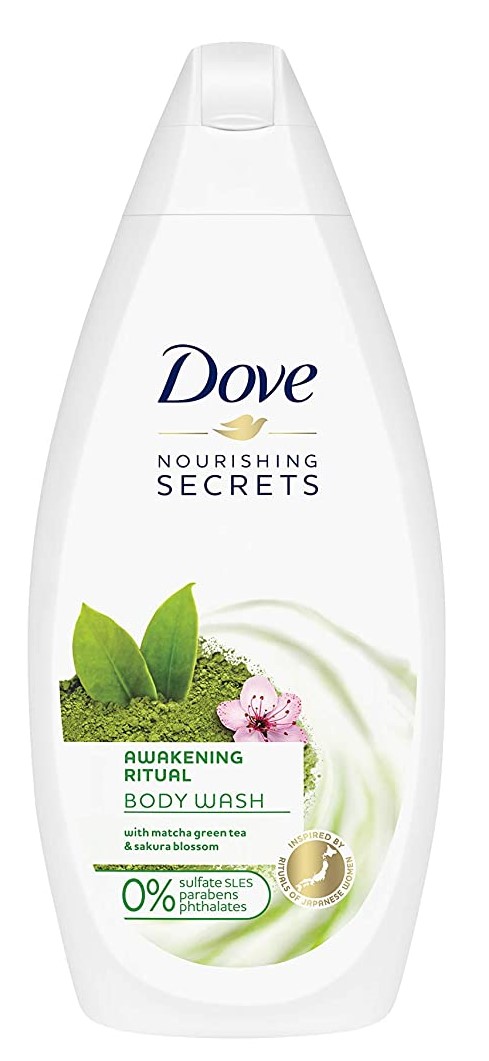 Dove
NOURISHING
SECRETS
AWAKENING
RITUAL
BODY WASH
with matcha green tea
& sakura blossom
0% sulfate SLES
parabens
phthalates
INSPIRED BY
RITUALS OF JAPANESE WOMEN